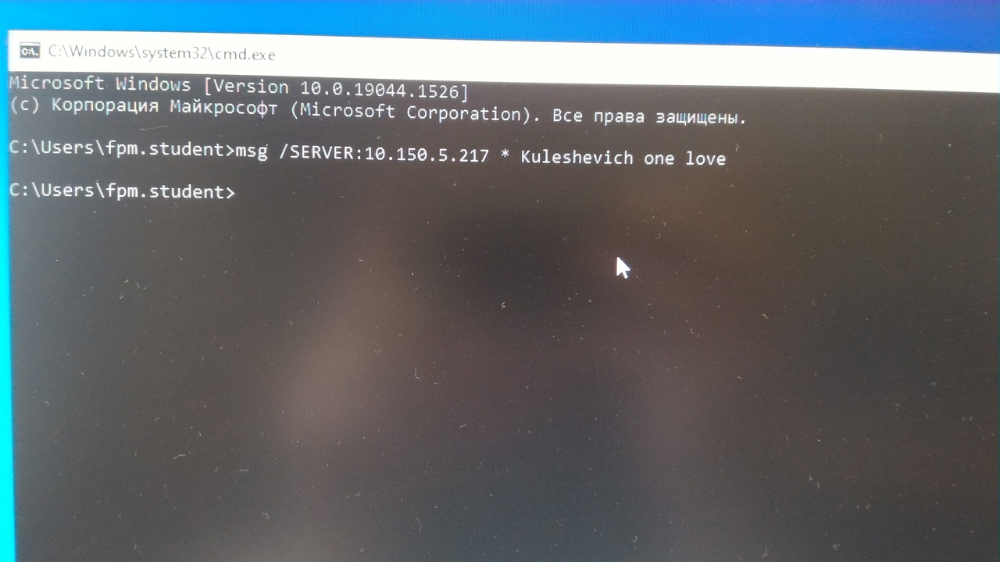 C:\Windows\system32\cmd.exe
Microsoft Windows [Version 10.0.19044.1526]
(c) Корпорация Майкрософт (Microsoft Corporation). Все права защищены.
C:\Users\fpm.student>msg /SERVER:10.150.5.217 * Kuleshevich one love
C:\Users\fpm.student>